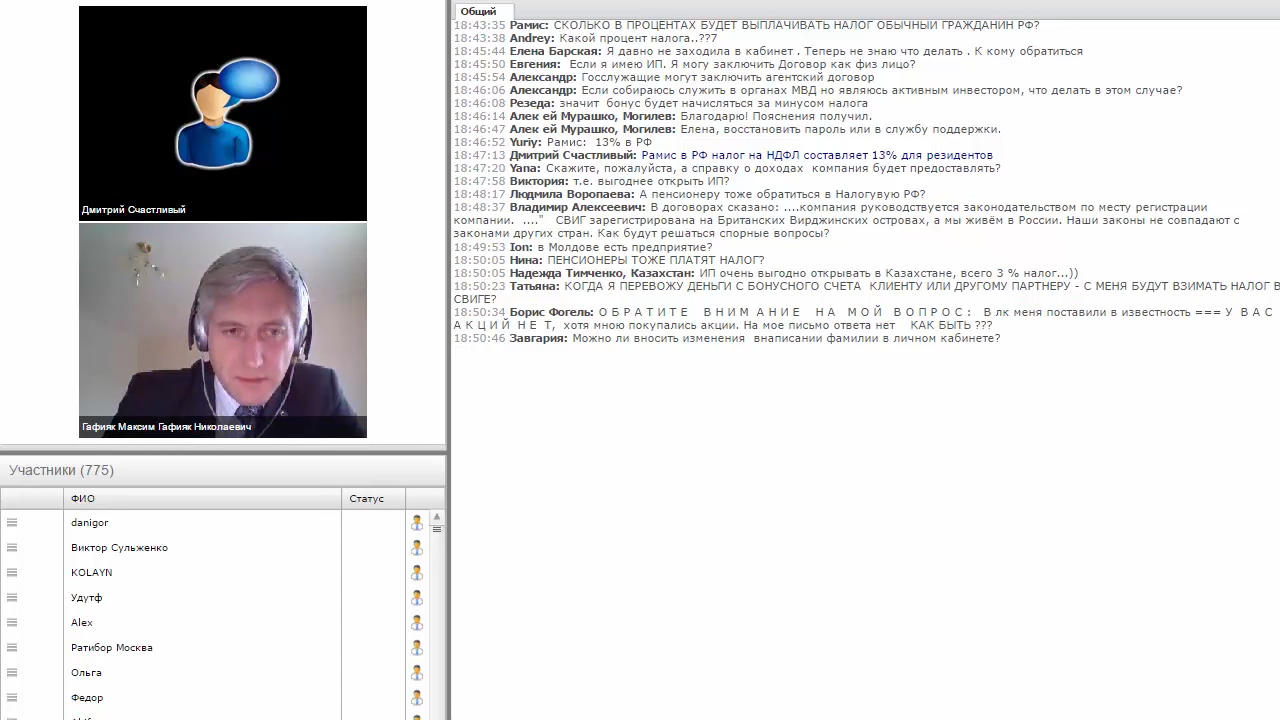 Дмитрий Счастливый
Гафияк Максим Гафияк Николаевич
Участники (775)
ФИО
Статус
danigor
Виктор Сульженко
KOLAYN
Удутф
Alex
Ратибор Москва
Ольга
Федор
Общий
18:43:35 Рамис: СКОЛЬКО В ПРОЦЕНТАХ БУДЕТ ВЫПЛАЧИВАТЬ НАЛОГ ОБЫЧНЫЙ ГРАЖДАНИН РФ?
18:43:38 Andrey: Какой процент налога..??7
18:45:44 Елена Барская: Я давно не заходила в кабинет . Теперь не знаю что делать . К кому обратиться
18:45:50 Евгения: Если я имею ИП. Я могу заключить Договор как физ лицо?
18:45:54 Александр: Госслужащие могут заключить агентский договор
18:46:06 Александр: Если собираюсь служить в органах МВД но являюсь активным инвестором, что делать в этом случае?
18:46:08 Резеда: значит бонус будет начисляться за минусом налога
18:46:14 Алек ей Мурашко, Могилев: Благодарю! Пояснения получил.
18:46:47 Алек ей Мурашко, Могилев: Елена, восстановить пароль или в службу поддержки.
18:46:52 Yuriy: Рамис: 13% в РФ
18:47:13 Дмитрий Счастливый: Рамис в РФ налог на НДФЛ составляет 13% для резидентов
18:47:20 Yana: Скажите, пожалуйста, а справку о доходах компания будет предоставлять?
18:47:58 Виктория: т.е. выгоднее открыть ИП?
18:48:17 Людмила Воропаева: А пенсионеру тоже обратиться в Налогувую РФ?
18:48:37 Владимир Алексеевич: В договорах сказано: ....компания руководствуется законодательством по месту регистрации
компании. ...." СВИГ зарегистрирована на Британских Вирджинских островах, а мы живём в России. Наши законы не совпадают с
законами других стран. Как будут решаться спорные вопросы?
18:49:53 Ion: в Молдове есть предприятие?
18:50:05 Нина: ПЕНСИОНЕРЫ ТОЖЕ ПЛАТЯТ НАЛОГ?
18:50:05 Надежда Тимченко, Казахстан: ИП очень выгодно открывать в Казахстане, всего 3 % налог...))
18:50:23 Татьяна: КОГДА Я ПЕРЕВОЖУ ДЕНЬГИ С БОНУСНОГО СЧЕТА КЛИЕНТУ ИЛИ ДРУГОМУ ПАРТНЕРУ - С МЕНЯ БУДУТ ВЗИМАТЬ НАЛОГ В
СВИГЕ?
18:50:34 Борис Фогель: О Б Р А Т И Т Е В Н И М А Н И Е Н А М О Й В О П Р О С : В лк меня поставили в известность === У В А С
А К Ц И Й Н Е Т, хотя мною покупались акции. На мое письмо ответа нет КАК БЫТЬ ???
18:50:46 Завгария: Можно ли вносить изменения внаписании фамилии в личном кабинете?